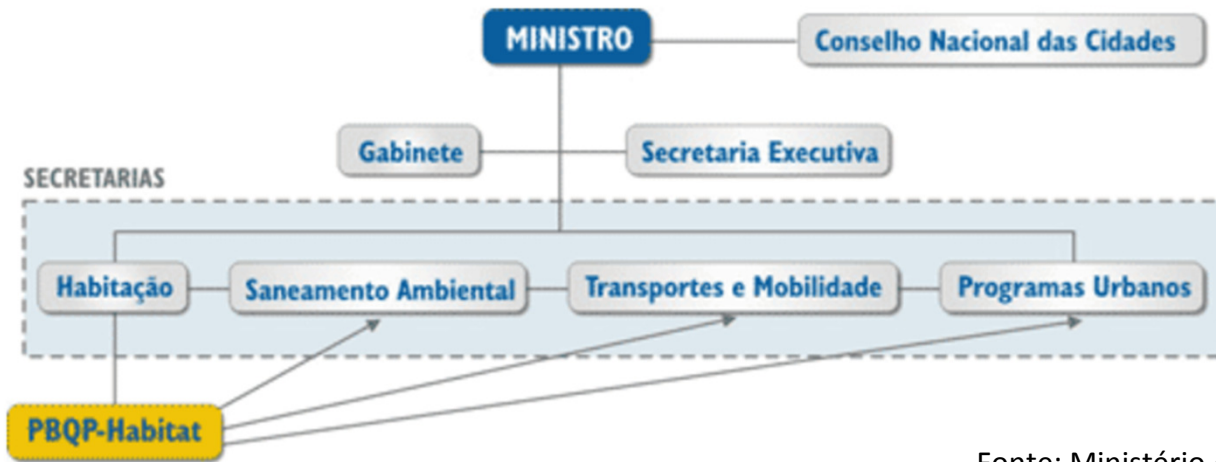 MINISTRO
Conselho Nacional das Cidades
Gabinete
Secretaria Executiva
SECRETARIAS
Habitação
Saneamento Ambiental
Transportes e Mobilidade
Programas Urbanos
PBQP-Habitat
Fonte: Ministério